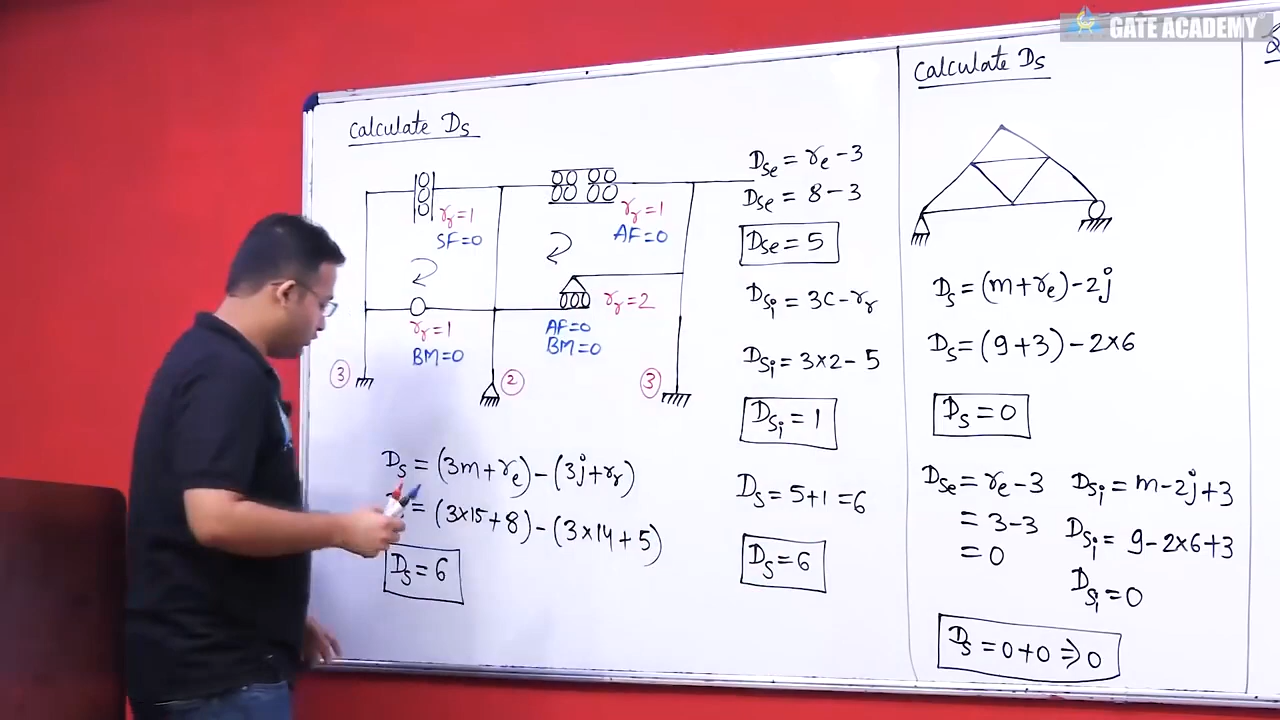 GATE ACADEMY
Calculate Ds
rr=1
SF=0
rr=1
AF=0
rr=1
BM=0
rr=2
AF=0
BM=0
3
2
3
Ds = (3m+re) - (3j+rr)
= (3×15+8) - (3×14+5)
Ds = 6
Dse = re - 3
Dse = 8 - 3
Dse = 5
Dsi = 3c - rr
Dsi = 3×2 - 5
Dsi = 1
Ds = 5+1 = 6
Ds = 6
Calculate Ds
Ds = (m+re) - 2j
Ds = (9+3) - 2×6
Ds = 0
Dse = re - 3
= 3-3
= 0
Dsi = m-2j+3
Dsi = 9-2×6+3
Dsi = 0
Ds = 0+0 ⇒ 0